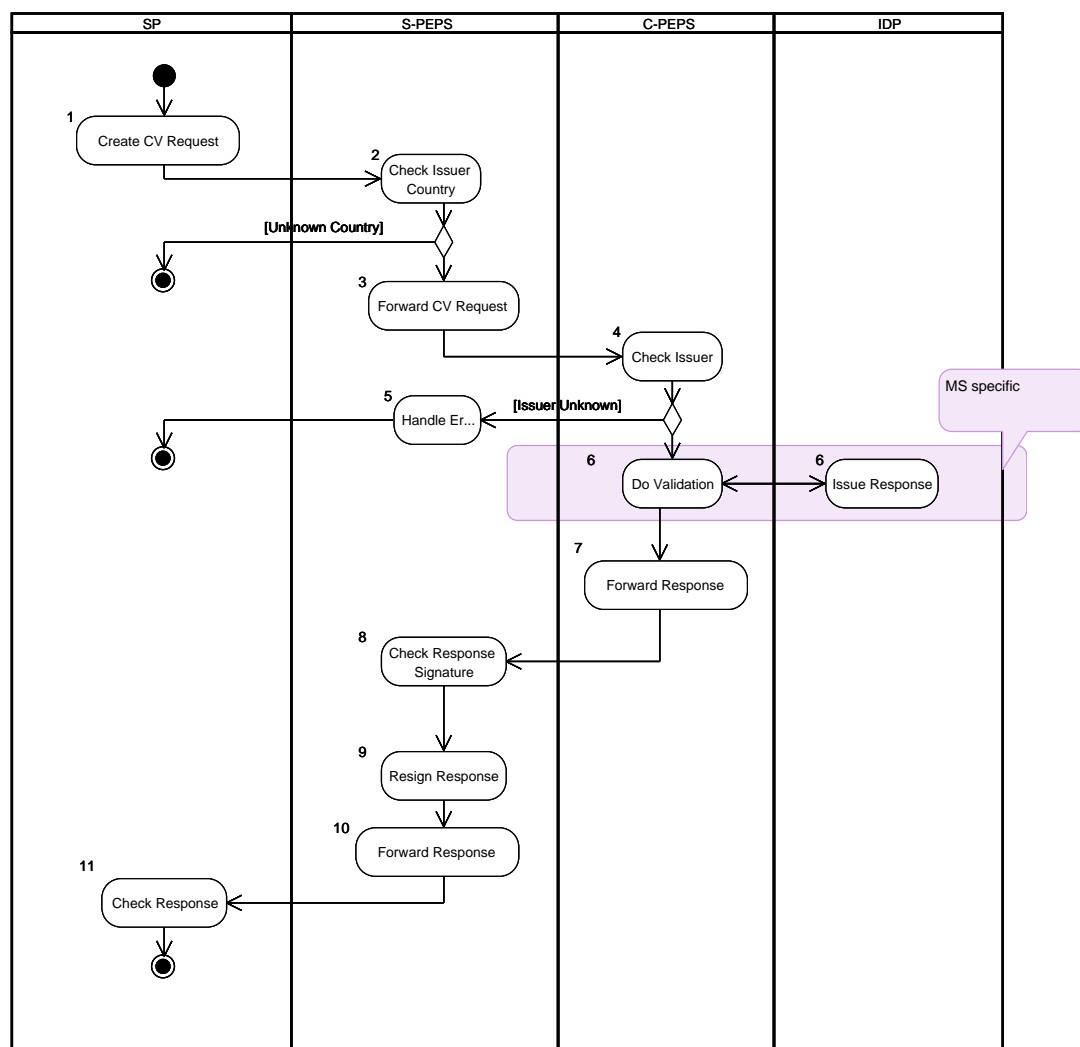 SP
S-PEPS
C-PEPS
IDP
1
Create CV Request
2
Check Issuer
Country
[Unknown Country]
3
Forward CV Request
4
Check Issuer
MS specific
5
Handle Er...
[Issuer Unknown]
6
Do Validation
6
Issue Response
7
Forward Response
8
Check Response
Signature
9
Resign Response
10
Forward Response
11
Check Response